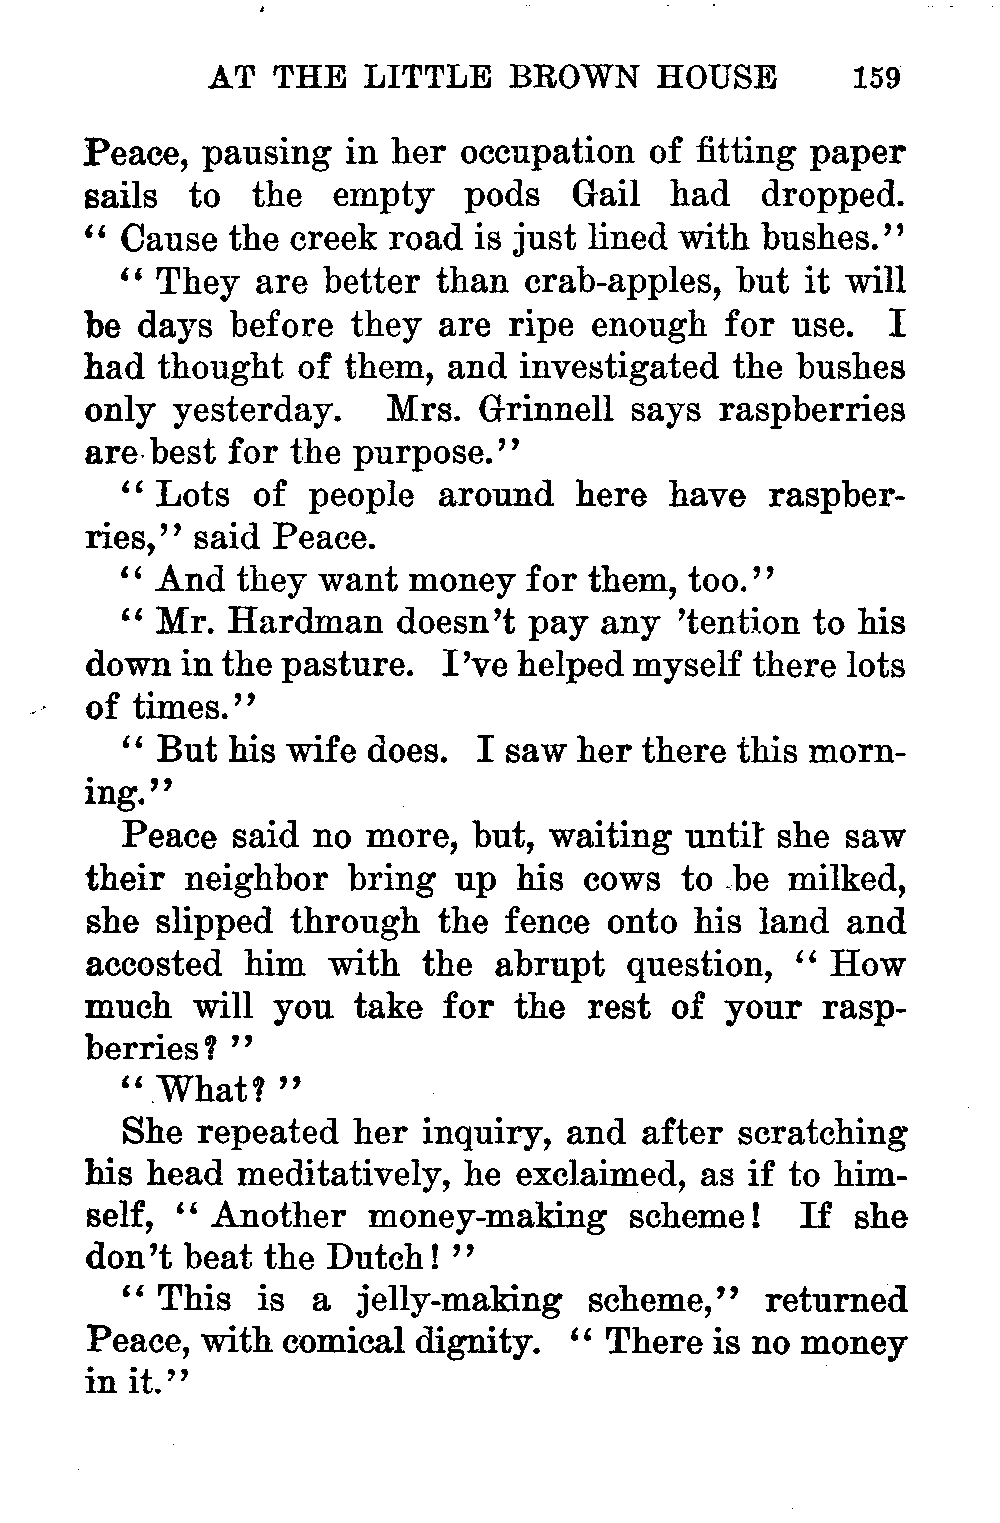 AT THE LITTLE BROWN HOUSE 159
Peace, pausing in her occupation of fitting paper
sails to the empty pods Gail had dropped.
“ Cause the creek road is just lined with bushes.”
“ They are better than crab-apples, but it will
be days before they are ripe enough for use. I
had thought of them, and investigated the bushes
only yesterday. Mrs. Grinnell says raspberries
are best for the purpose.”
“ Lots of people around here have raspber-
ries,” said Peace.
“ And they want money for them, too.”
“ Mr. Hardman doesn’t pay any ’tention to his
down in the pasture. I’ve helped myself there lots
of times.”
“ But his wife does. I saw her there this morn-
ing.”
Peace said no more, but, waiting until she saw
their neighbor bring up his cows to be milked,
she slipped through the fence onto his land and
accosted him with the abrupt question, “ How
much will you take for the rest of your rasp-
berries? ”
“ What? ”
She repeated her inquiry, and after scratching
his head meditatively, he exclaimed, as if to him-
self, “ Another money-making scheme! If she
don’t beat the Dutch! ”
“ This is a jelly-making scheme,” returned
Peace, with comical dignity. “ There is no money
in it.”